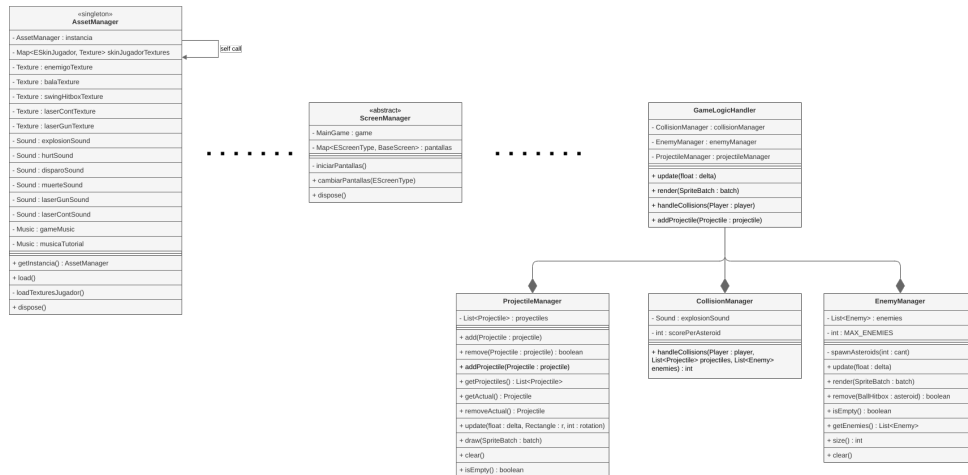 «singleton»
AssetManager
- AssetManager : instancia
- Map<ESkinJugador, Texture> skinJugadorTextures
- Texture : enemigoTexture
- Texture : balaTexture
- Texture : swingHitboxTexture
- Texture : laserContTexture
- Texture : laserGunTexture
- Sound : explosionSound
- Sound : hurtSound
- Sound : disparoSound
- Sound : muerteSound
- Sound : laserGunSound
- Sound : laserContSound
- Music : gameMusic
- Music : musicaTutorial
+ getInstancia() : AssetManager
+ load()
- loadTexturesJugador()
+ dispose()
self call
«abstract»
ScreenManager
- MainGame : game
- Map<EScreenType, BaseScreen> : pantallas
- iniciarPantallas()
+ cambiarPantallas(EScreenType)
+ dispose()
GameLogicHandler
- CollisionManager : collisionManager
- EnemyManager : enemyManager
- ProjectileManager : projectileManager
+ update(float : delta)
+ render(SpriteBatch : batch)
+ handleCollisions(Player : player)
+ addProjectile(Projectile : projectile)
ProjectileManager
- List<Projectile> : proyectiles
+ add(Projectile : projectile)
+ remove(Projectile : projectile) : boolean
+ addProjectile(Projectile : projectile)
+ getProjectiles() : List<Projectile>
+ getActual() : Projectile
+ removeActual() : Projectile
+ update(float : delta, Rectangle : r, int : rotation)
+ draw(SpriteBatch : batch)
+ clear()
+ isEmpty() : boolean
CollisionManager
- Sound : explosionSound
- int : scorePerAsteroid
+ handleCollisions(Player : player,
List<Projectile> projectiles, List<Enemy>
enemies) : int
EnemyManager
- List<Enemy> : enemies
- int : MAX_ENEMIES
- spawnAsteroids(int : cant)
+ update(float : delta)
+ render(SpriteBatch : batch)
+ remove(BallHitbox : asteroid) : boolean
+ isEmpty() : boolean
+ getEnemies() : List<Enemy>
+ size() : int
+ clear()